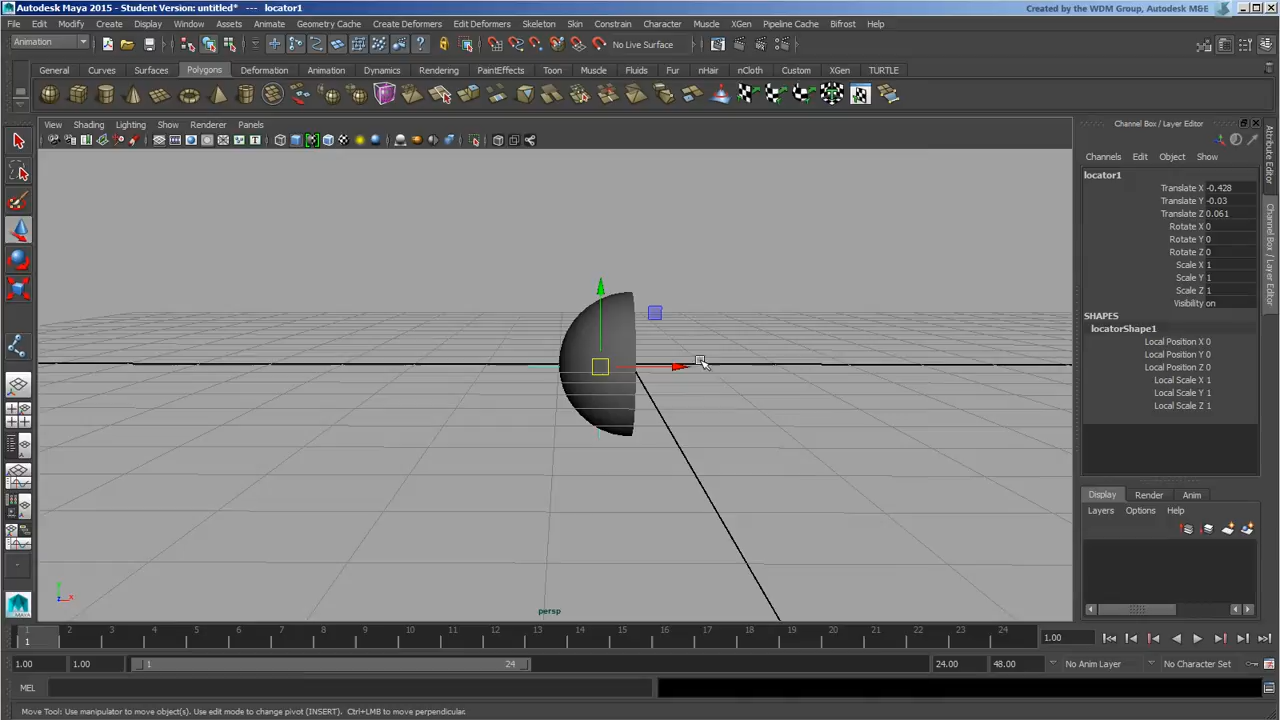 Autodesk Maya 2015 - Student Version: untitled* --- locator1
Created by the WDM Group, Autodesk M&E
File Edit Modify Create Display Window Assets Animate Geometry Cache Create Deformers Edit Deformers Skeleton Skin Constrain Character Muscle XGen Pipeline Cache Bifrost Help
Animation
No Live Surface
General Curves Surfaces Polygons Deformation Animation Dynamics Rendering PaintEffects Toon Muscle Fluids Fur nHair nCloth Custom XGen TURTLE
View Shading Lighting Show Renderer Panels
Channel Box / Layer Editor
Channels Edit Object Show
locator1
Translate X -0.428
Translate Y -0.03
Translate Z 0.061
Rotate X 0
Rotate Y 0
Rotate Z 0
Scale X 1
Scale Y 1
Scale Z 1
Visibility on
SHAPES
locatorShape1
Local Position X 0
Local Position Y 0
Local Position Z 0
Local Scale X 1
Local Scale Y 1
Local Scale Z 1
Attribute Editor
Channel Box / Layer Editor
Display Render Anim
Layers Options Help
persp
1 2 3 4 5 6 7 8 9 10 11 12 13 14 15 16 17 18 19 20 21 22 23 24
1
1.00
1.00 1.00 1 24 24.00 48.00 No Anim Layer No Character Set
MEL
Move Tool: Use manipulator to move object(s). Use edit mode to change pivot (INSERT). Ctrl+LMB to move perpendicular.